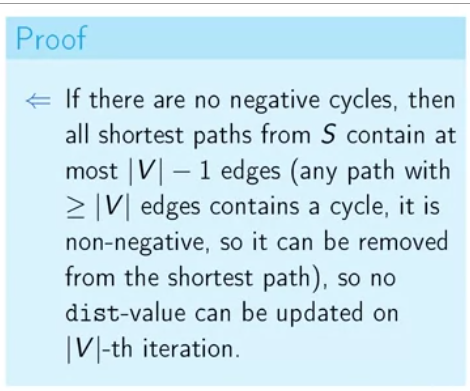 Proof
⇐ If there are no negative cycles, then
all shortest paths from S contain at
most |V| − 1 edges (any path with
≥ |V| edges contains a cycle, it is
non-negative, so it can be removed
from the shortest path), so no
dist-value can be updated on
|V|-th iteration.